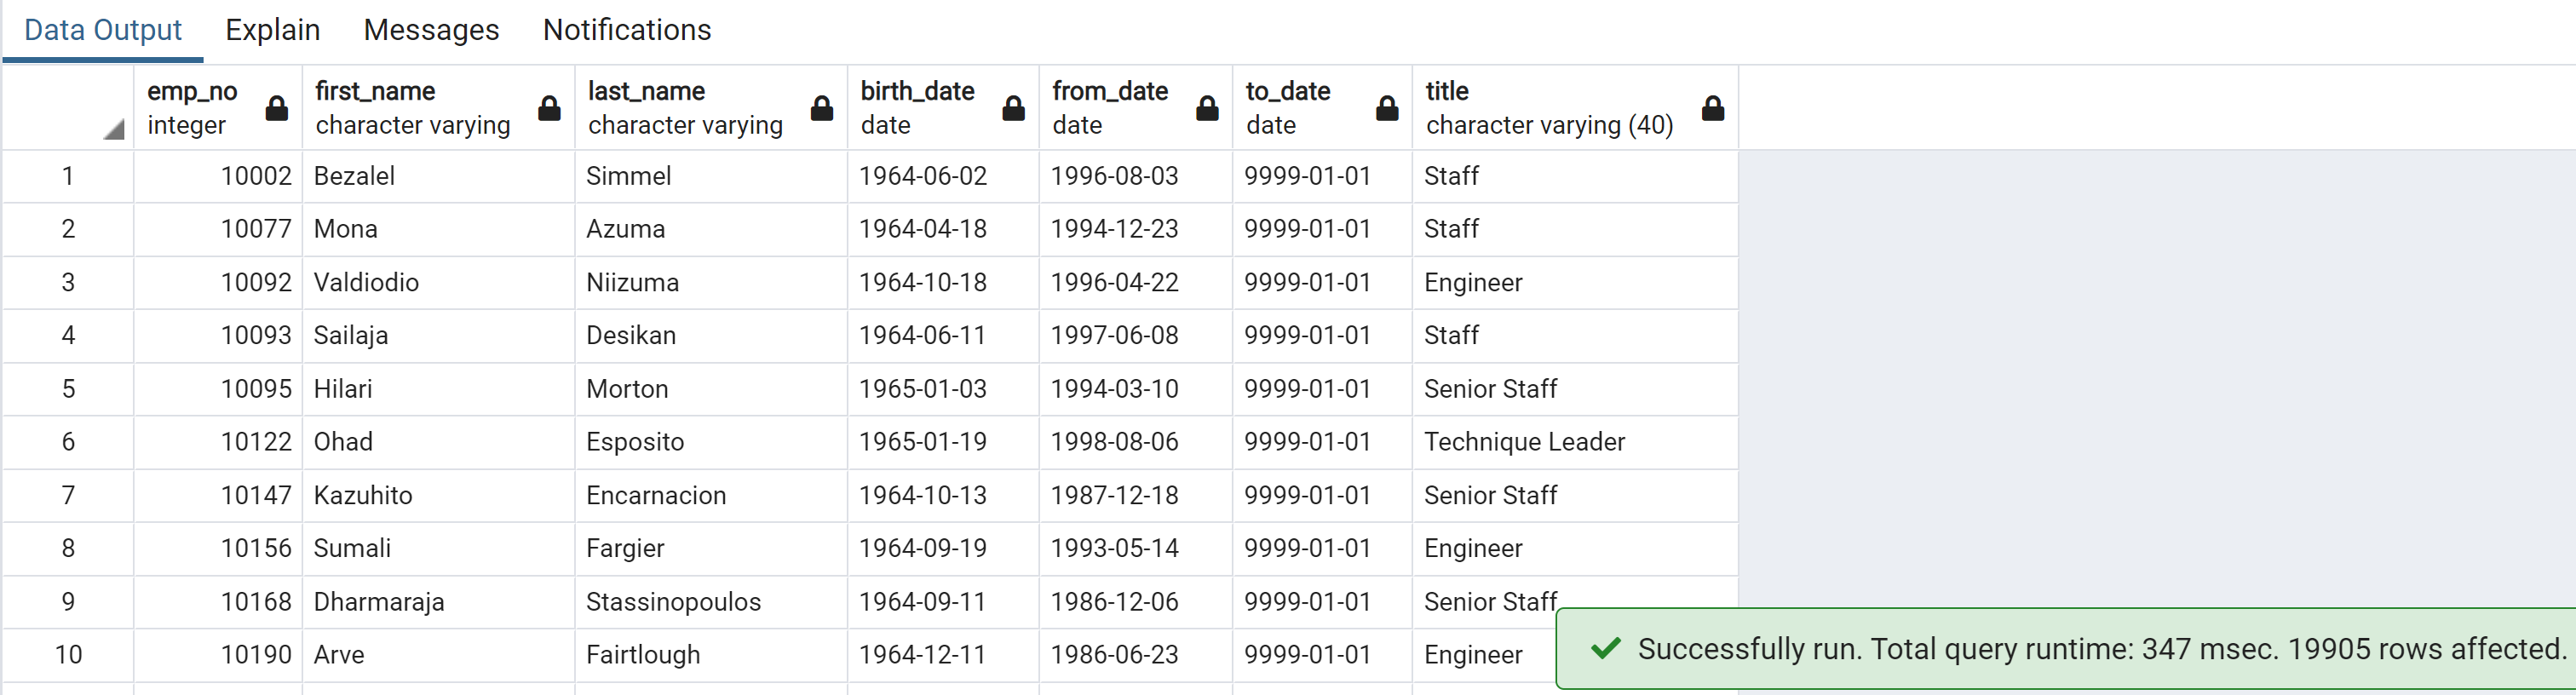 Data Output Explain Messages Notifications
emp_no first_name last_name birth_date from_date to_date title
integer character varying character varying date date date character varying (40)
1 10002 Bezalel Simmel 1964-06-02 1996-08-03 9999-01-01 Staff
2 10077 Mona Azuma 1964-04-18 1994-12-23 9999-01-01 Staff
3 10092 Valdiodio Niizuma 1964-10-18 1996-04-22 9999-01-01 Engineer
4 10093 Sailaja Desikan 1964-06-11 1997-06-08 9999-01-01 Staff
5 10095 Hilari Morton 1965-01-03 1994-03-10 9999-01-01 Senior Staff
6 10122 Ohad Esposito 1965-01-19 1998-08-06 9999-01-01 Technique Leader
7 10147 Kazuhito Encarnacion 1964-10-13 1987-12-18 9999-01-01 Senior Staff
8 10156 Sumali Fargier 1964-09-19 1993-05-14 9999-01-01 Engineer
9 10168 Dharmaraja Stassinopoulos 1964-09-11 1986-12-06 9999-01-01 Senior Staff
10 10190 Arve Fairtlough 1964-12-11 1986-06-23 9999-01-01 Engineer
Successfully run. Total query runtime: 347 msec. 19905 rows affected.